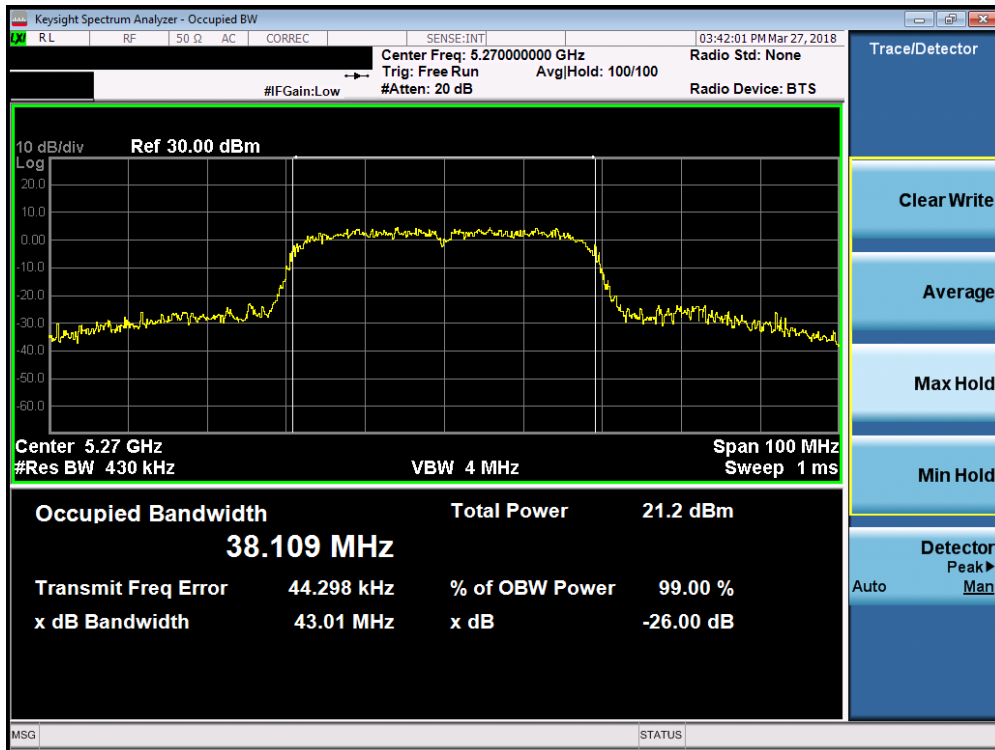 Keysight Spectrum Analyzer - Occupied BW
LXI RL RF 50 Ω AC CORREC SENSE:INT 03:42:01 PM Mar 27, 2018
Center Freq: 5.270000000 GHz Radio Std: None
Trig: Free Run Avg|Hold: 100/100
#IFGain:Low #Atten: 20 dB Radio Device: BTS
Trace/Detector
10 dB/div Ref 30.00 dBm
Log
20.0
10.0
0.00
-10.0
-20.0
-30.0
-40.0
-50.0
-60.0
Center 5.27 GHz Span 100 MHz
#Res BW 430 kHz VBW 4 MHz Sweep 1 ms
Occupied Bandwidth Total Power 21.2 dBm
38.109 MHz
Transmit Freq Error 44.298 kHz % of OBW Power 99.00 %
x dB Bandwidth 43.01 MHz x dB -26.00 dB
Clear Write
Average
Max Hold
Min Hold
Detector
Peak▶
Auto Man
MSG STATUS